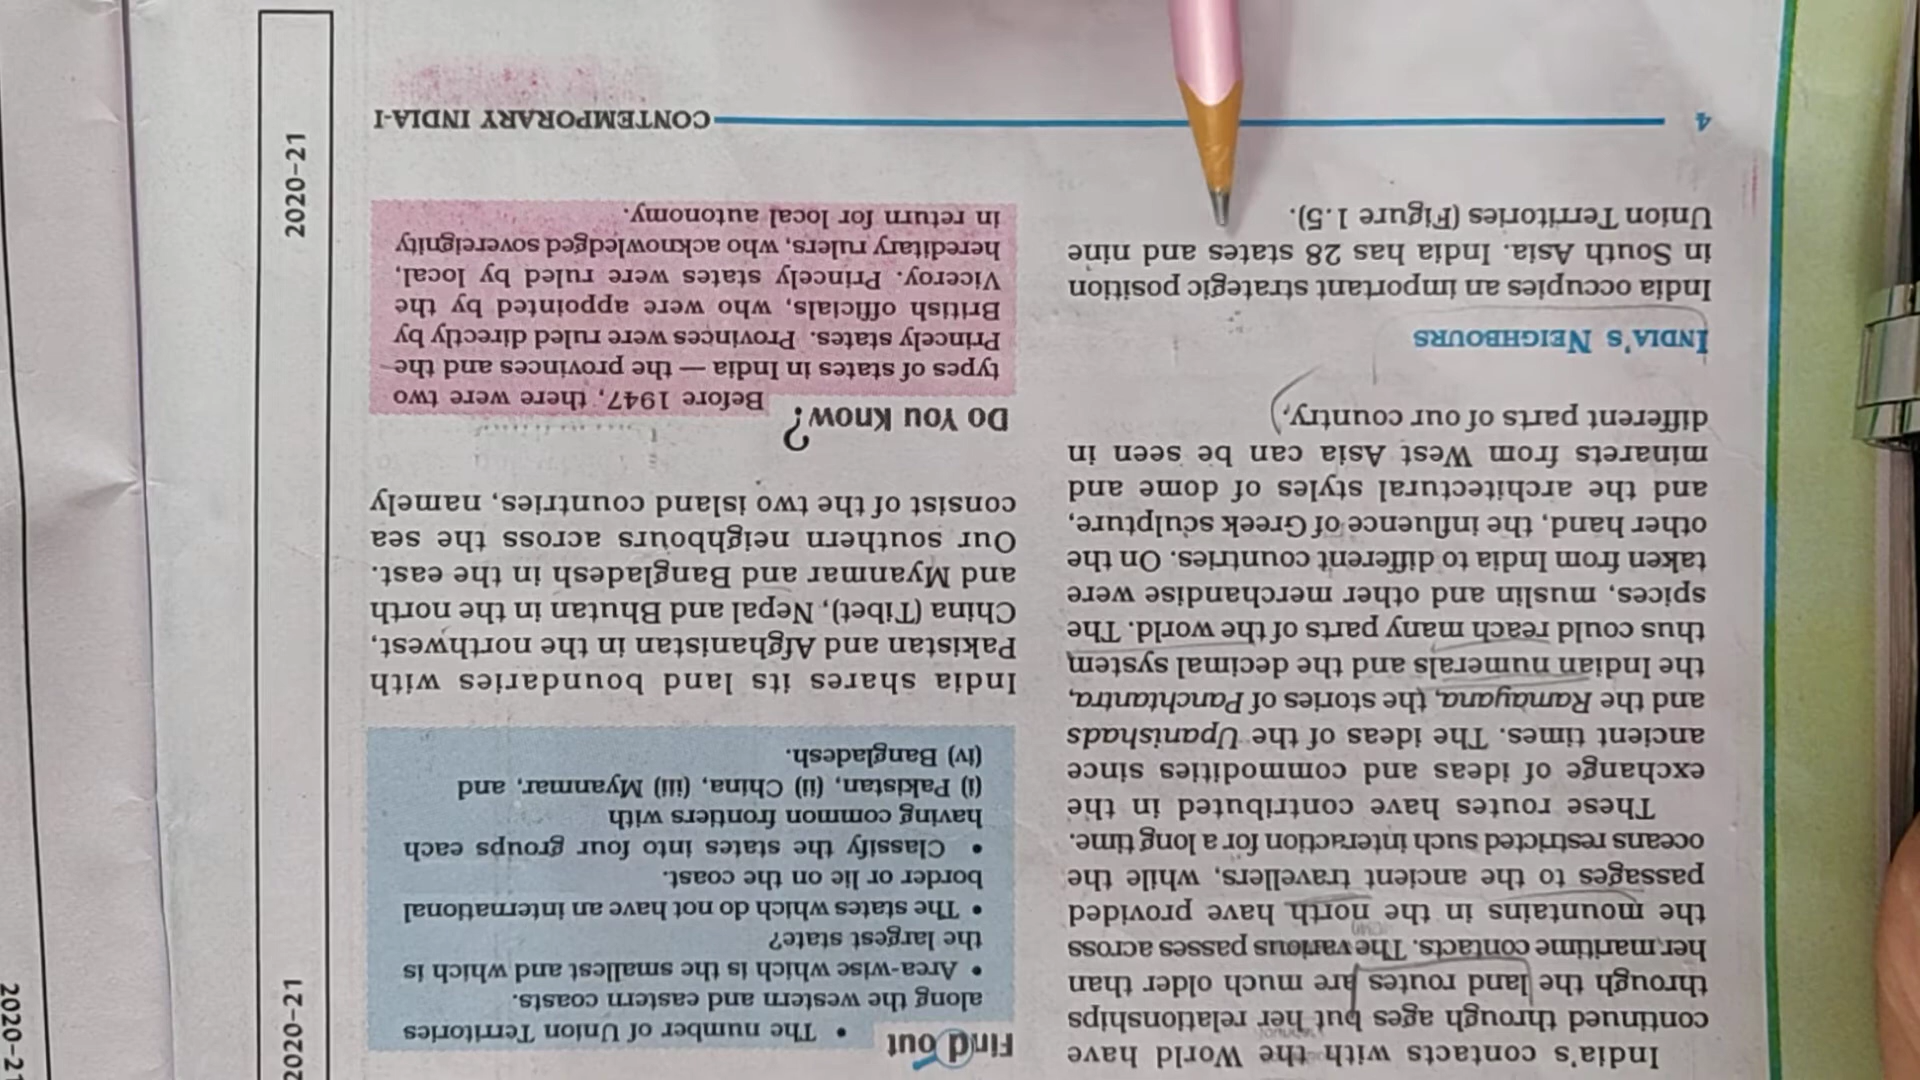 India's contacts with the World have
continued through ages but her relationships
through the land routes are much older than
her maritime contacts. The various passes across
the mountains in the north have provided
passages to the ancient travellers, while the
oceans restricted such interaction for a long time.
These routes have contributed in the
exchange of ideas and commodities since
ancient times. The ideas of the Upanishads
and the Ramayana, the stories of Panchtantra,
the Indian numerals and the decimal system
thus could reach many parts of the world. The
spices, muslin and other merchandise were
taken from India to different countries. On the
other hand, the influence of Greek sculpture,
and the architectural styles of dome and
minarets from West Asia can be seen in
different parts of our country.
INDIA'S NEIGHBOURS
India occupies an important strategic position
in South Asia. India has 28 states and nine
Union Territories (Figure 1.5).
Find out
• The number of Union Territories
along the western and eastern coasts.
• Area-wise which is the smallest and which is
the largest state?
• The states which do not have an international
border or lie on the coast.
• Classify the states into four groups each
having common frontiers with
(i) Pakistan, (ii) China, (iii) Myanmar, and
(iv) Bangladesh.
India shares its land boundaries with
Pakistan and Afghanistan in the northwest,
China (Tibet), Nepal and Bhutan in the north
and Myanmar and Bangladesh in the east.
Our southern neighbours across the sea
consist of the two island countries, namely
Do You Know?
Before 1947, there were two
types of states in India — the provinces and the
Princely states. Provinces were ruled directly by
British officials, who were appointed by the
Viceroy. Princely states were ruled by local,
hereditary rulers, who acknowledged sovereignity
in return for local autonomy.
4
CONTEMPORARY INDIA-I
2020-21
2020-21
2020-21